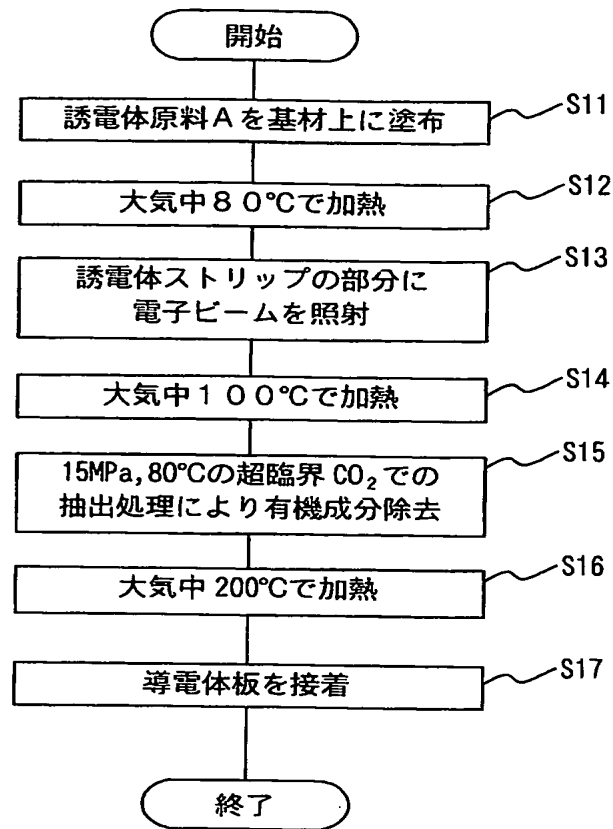 開始
誘電体原料Aを基材上に塗布
S11
大気中80℃で加熱
S12
誘電体ストリップの部分に
電子ビームを照射
S13
大気中100℃で加熱
S14
15MPa,80℃の超臨界CO₂での
抽出処理により有機成分除去
S15
大気中200℃で加熱
S16
導電体板を接着
S17
終了